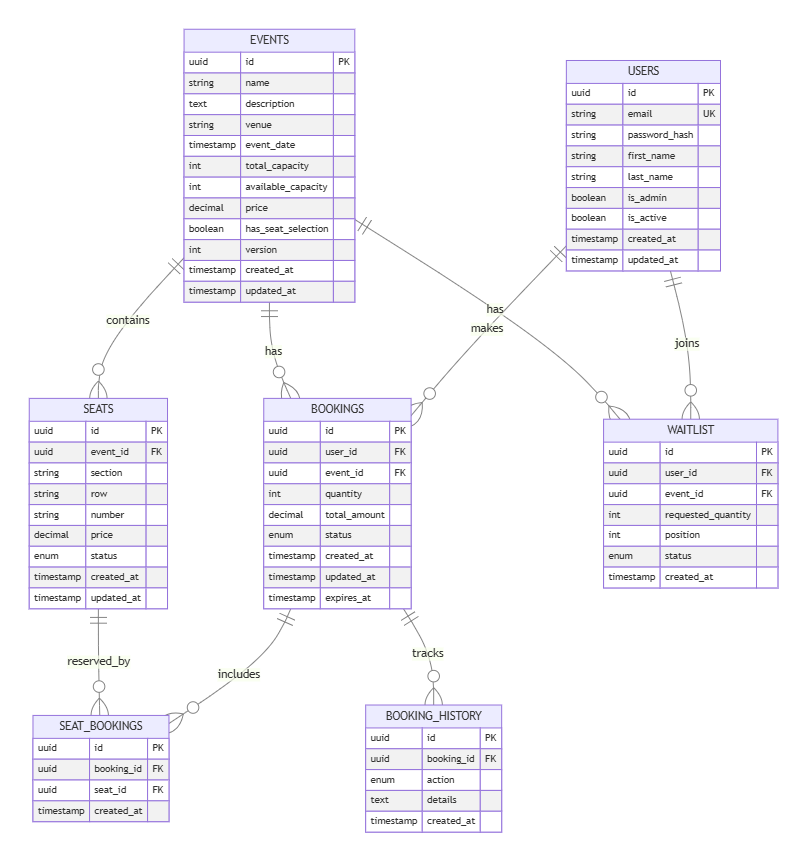 EVENTS
uuid id PK
string name
text description
string venue
timestamp event_date
int total_capacity
int available_capacity
decimal price
boolean has_seat_selection
int version
timestamp created_at
timestamp updated_at
USERS
uuid id PK
string email UK
string password_hash
string first_name
string last_name
boolean is_admin
boolean is_active
timestamp created_at
timestamp updated_at
contains
has
has
makes
joins
SEATS
uuid id PK
uuid event_id FK
string section
string row
string number
decimal price
enum status
timestamp created_at
timestamp updated_at
BOOKINGS
uuid id PK
uuid user_id FK
uuid event_id FK
int quantity
decimal total_amount
enum status
timestamp created_at
timestamp updated_at
timestamp expires_at
WAITLIST
uuid id PK
uuid user_id FK
uuid event_id FK
int requested_quantity
int position
enum status
timestamp created_at
reserved_by
includes
tracks
SEAT_BOOKINGS
uuid id PK
uuid booking_id FK
uuid seat_id FK
timestamp created_at
BOOKING_HISTORY
uuid id PK
uuid booking_id FK
enum action
text details
timestamp created_at